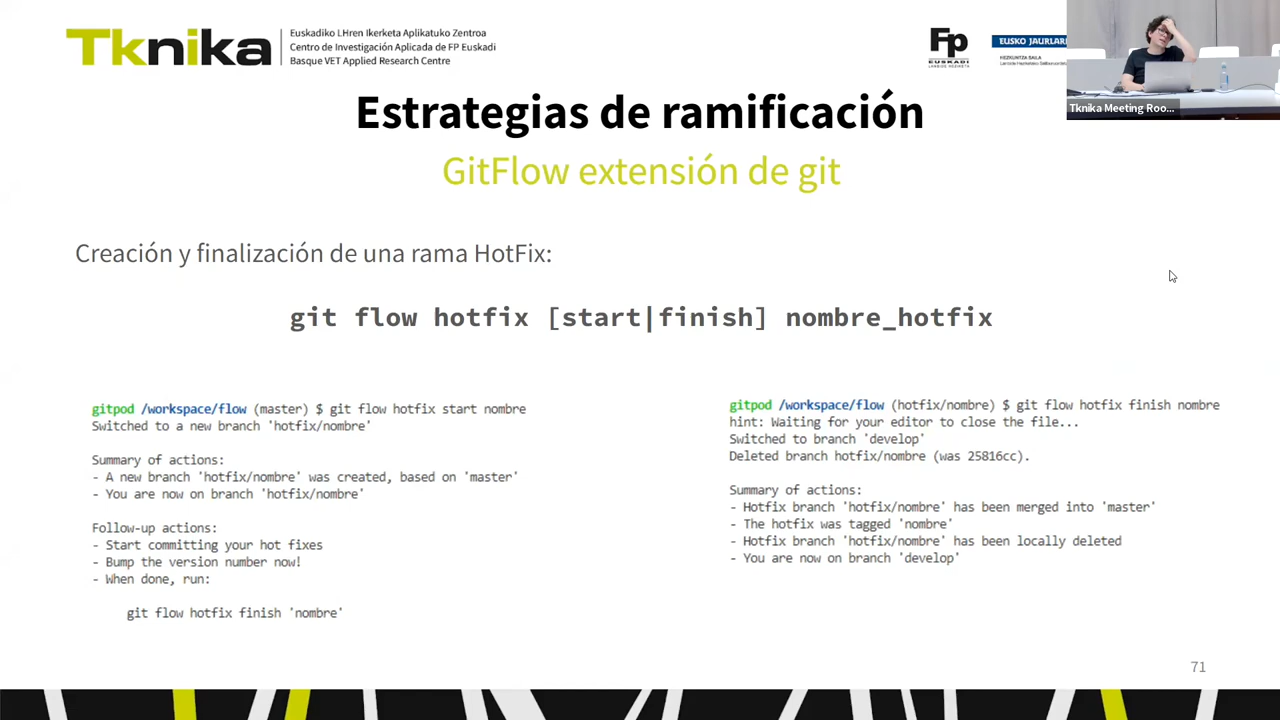 Tknika
Euskadiko LHren Ikerketa Aplikatuko Zentroa
Centro de Investigación Aplicada de FP Euskadi
Basque VET Applied Research Centre
Fp
EUSKADI
LANBIDE HEZIKETA
EUSKO JAURLAR
HEZKUNTZA SAILA
Tknika Meeting Roo...
Estrategias de ramificación
GitFlow extensión de git
Creación y finalización de una rama HotFix:
git flow hotfix [start|finish] nombre_hotfix
gitpod /workspace/flow (master) $ git flow hotfix start nombre
Switched to a new branch 'hotfix/nombre'
Summary of actions:
- A new branch 'hotfix/nombre' was created, based on 'master'
- You are now on branch 'hotfix/nombre'
Follow-up actions:
- Start committing your hot fixes
- Bump the version number now!
- When done, run:
git flow hotfix finish 'nombre'
gitpod /workspace/flow (hotfix/nombre) $ git flow hotfix finish nombre
hint: Waiting for your editor to close the file...
Switched to branch 'develop'
Deleted branch hotfix/nombre (was 25816cc).
Summary of actions:
- Hotfix branch 'hotfix/nombre' has been merged into 'master'
- The hotfix was tagged 'nombre'
- Hotfix branch 'hotfix/nombre' has been locally deleted
- You are now on branch 'develop'
71